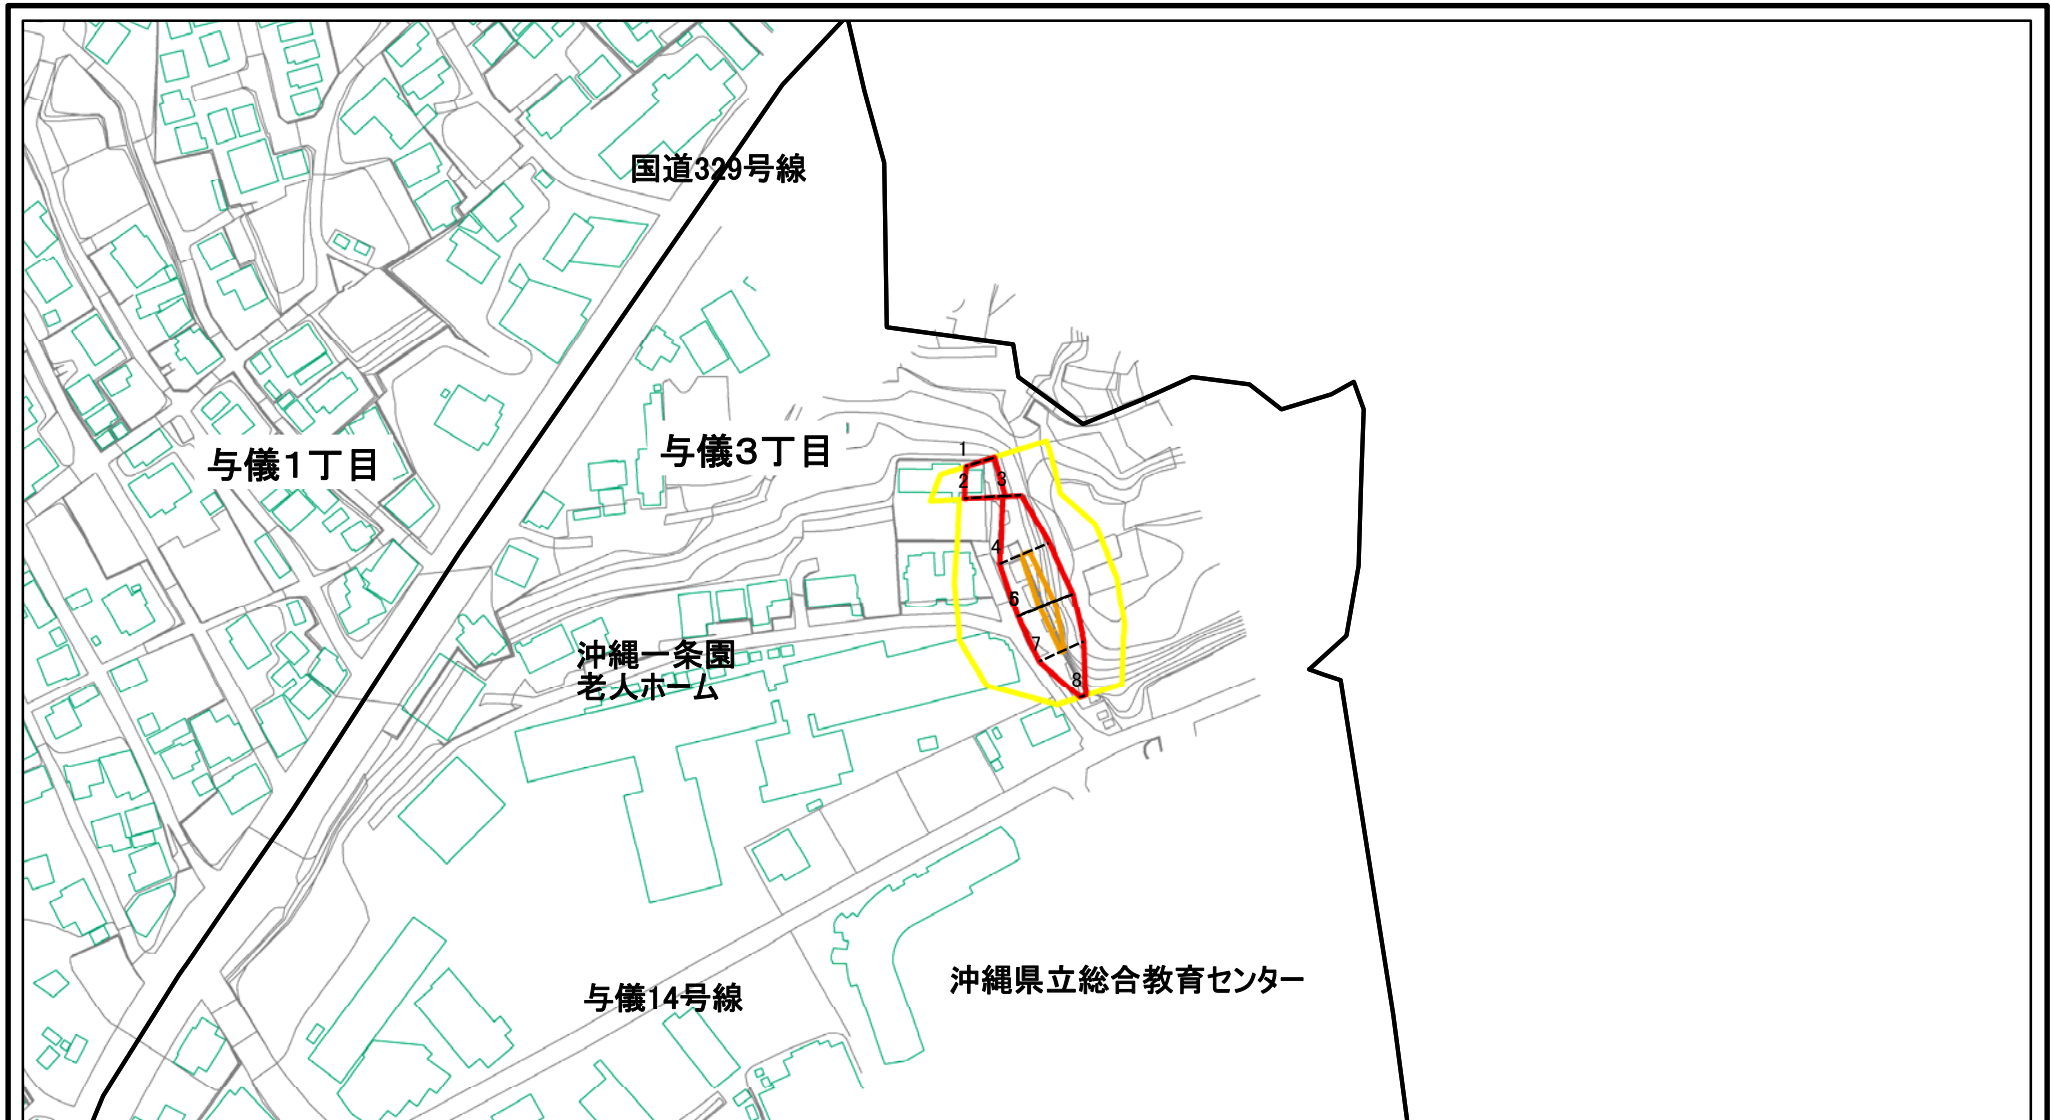 国道329号線
与儀1丁目
与儀3丁目
1
2
3
4
6
7
8
沖縄一条園
老人ホーム
沖縄県立総合教育センター
与儀14号線